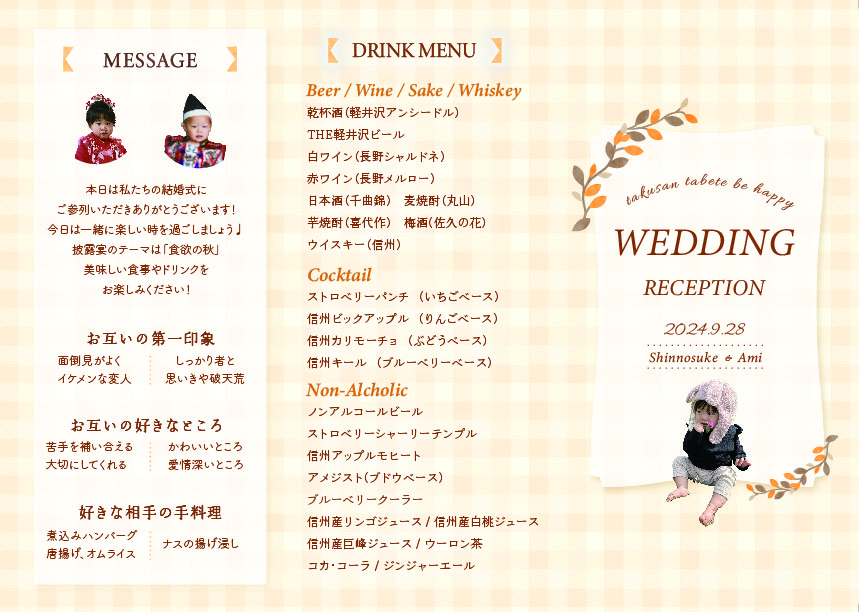 MESSAGE
本日は私たちの結婚式に
ご参列いただきありがとうございます！
今日は一緒に楽しい時を過ごしましょう♩
披露宴のテーマは「食欲の秋」
美味しい食事やドリンクを
お楽しみください！
お互いの第一印象
面倒見がよく
イケメンな変人
しっかり者と
思いきや破天荒
お互いの好きなところ
苦手を補い合える
大切にしてくれる
かわいいところ
愛情深いところ
好きな相手の手料理
煮込みハンバーグ
唐揚げ、オムライス
ナスの揚げ浸し
DRINK MENU
Beer / Wine / Sake / Whiskey
乾杯酒（軽井沢アンシードル）
THE軽井沢ビール
白ワイン（長野シャルドネ）
赤ワイン（長野メルロー）
日本酒（千曲錦）　麦焼酎（丸山）
芋焼酎（喜代作）　梅酒（佐久の花）
ウイスキー（信州）
Cocktail
ストロベリーパンチ （いちごベース）
信州ビックアップル （りんごベース）
信州カリモーチョ （ぶどうベース）
信州キール （ブルーベリーベース）
Non-Alcholic
ノンアルコールビール
ストロベリーシャーリーテンプル
信州アップルモヒート
アメジスト（ブドウベース）
ブルーベリークーラー
信州産リンゴジュース / 信州産白桃ジュース
信州産巨峰ジュース / ウーロン茶
コカ・コーラ / ジンジャーエール
takusan tabete be happy
WEDDING
RECEPTION
2024.9.28
Shinnosuke & Ami